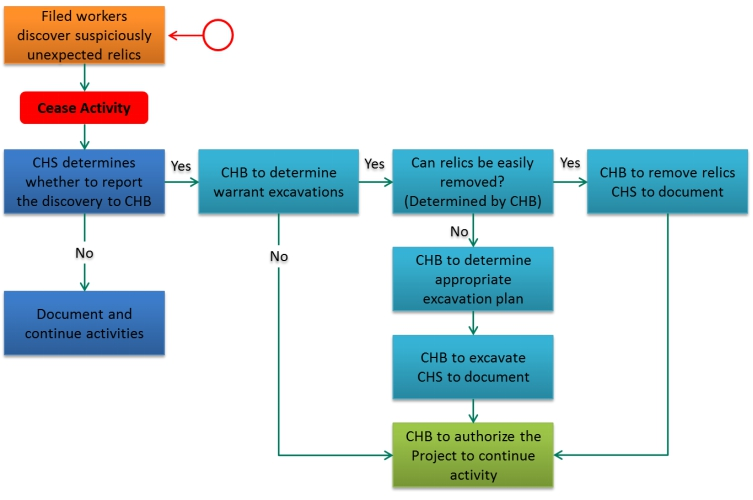 Filed workers
discover suspiciously
unexpected relics
Cease Activity
CHS determines
whether to report
the discovery to CHB
Yes
CHB to determine
warrant excavations
Yes
Can relics be easily
removed?
(Determined by CHB)
Yes
CHB to remove relics
CHS to document
No
No
No
Document and
continue activities
CHB to determine
appropriate
excavation plan
CHB to excavate
CHS to document
CHB to authorize the
Project to continue
activity